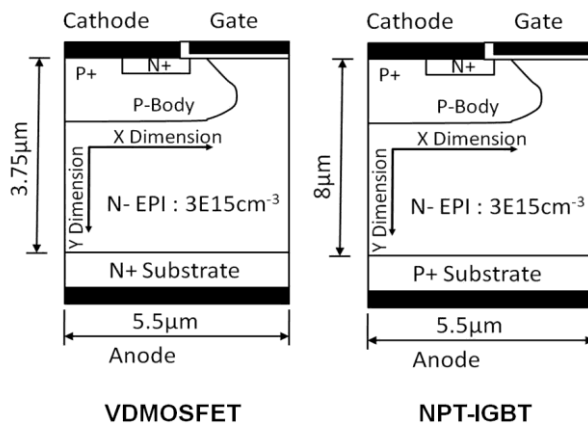 Cathode Gate
P+ N+
P-Body
X Dimension
Y Dimension
3.75μm
N- EPI : 3E15cm⁻³
N+ Substrate
5.5μm
Anode
VDMOSFET
Cathode Gate
P+ N+
P-Body
X Dimension
Y Dimension
8μm
N- EPI : 3E15cm⁻³
P+ Substrate
5.5μm
Anode
NPT-IGBT